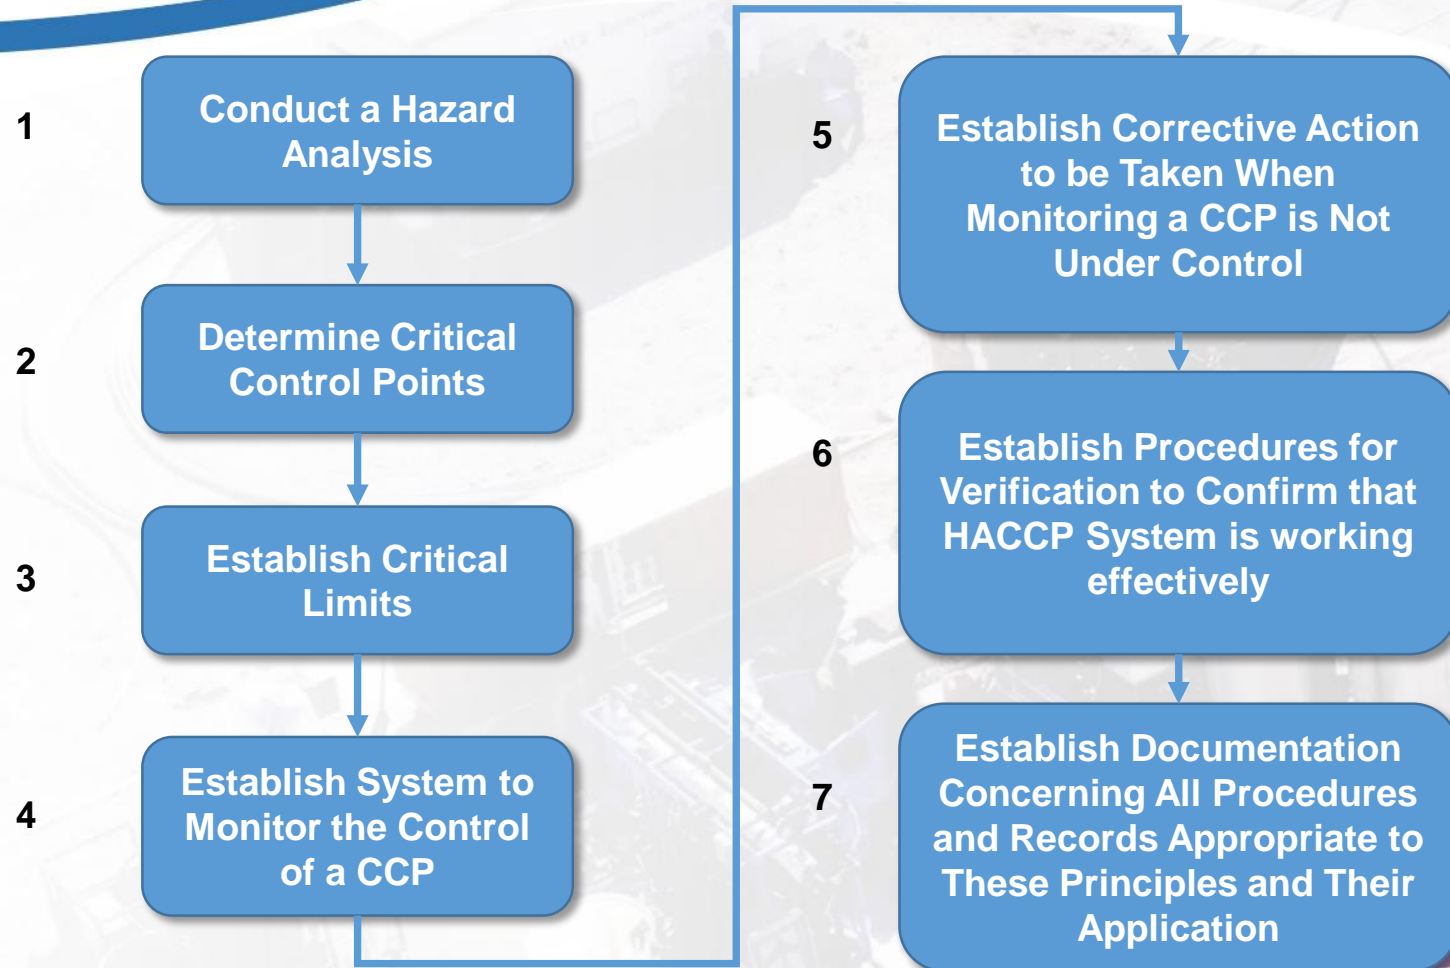 1
Conduct a Hazard
Analysis
2
Determine Critical
Control Points
3
Establish Critical
Limits
4
Establish System to
Monitor the Control
of a CCP
5
Establish Corrective Action
to be Taken When
Monitoring a CCP is Not
Under Control
6
Establish Procedures for
Verification to Confirm that
HACCP System is working
effectively
7
Establish Documentation
Concerning All Procedures
and Records Appropriate to
These Principles and Their
Application